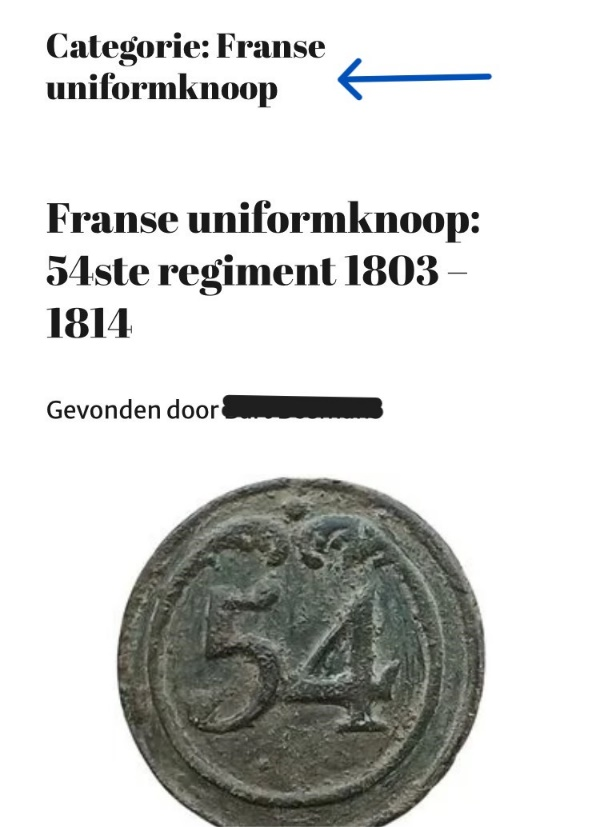 Categorie: Franse
uniformknoop
Franse uniformknoop:
54ste regiment 1803 –
1814
Gevonden door
54